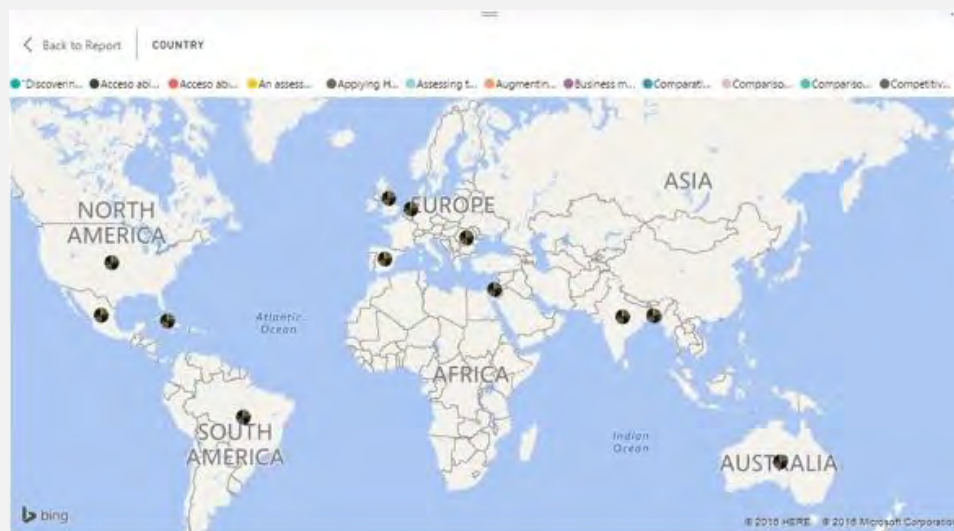 Back to Report COUNTRY
"Discoverin... Acceso abi... Acceso abi... An assess... Applying H... Assessing t... Augmentin... Business m... Comparati... Compariso... Compariso... Competitiv...
NORTH
AMERICA
EUROPE
ASIA
Atlantic
Ocean
AFRICA
SOUTH
AMERICA
Indian
Ocean
AUSTRALIA
bing
© 2016 HERE © 2016 Microsoft Corporation